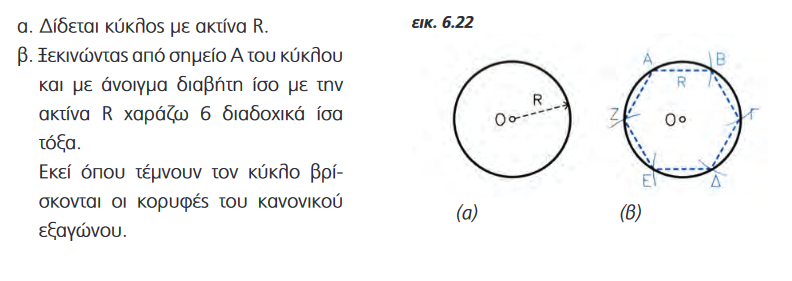 α. Δίδεται κύκλος με ακτίνα R.
β. Ξεκινώντας από σημείο Α του κύκλου
και με άνοιγμα διαβήτη ίσο με την
ακτίνα R χαράζω 6 διαδοχικά ίσα
τόξα.
Εκεί όπου τέμνουν τον κύκλο βρί-
σκονται οι κορυφές του κανονικού
εξαγώνου.
εικ. 6.22
R
O
(α)
A
B
R
Z
O
Γ
E
Δ
(β)